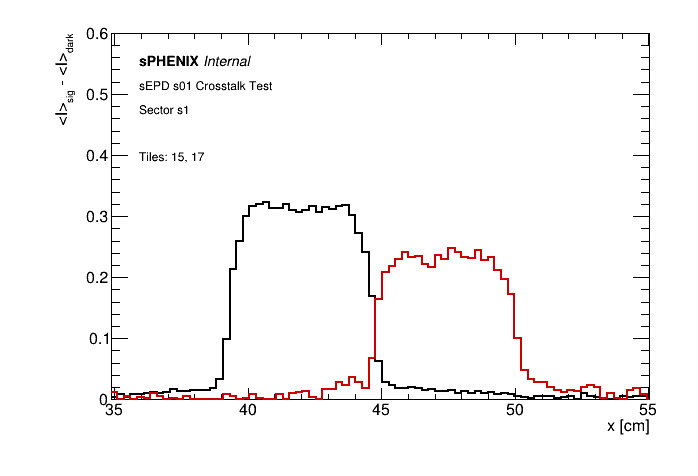 0.6
sPHENIX Internal
<I>sig - <I>dark
sEPD s01 Crosstalk Test
0.5
Sector s1
0.4
Tiles: 15, 17
0.3
0.2
0.1
0
35 40 45 50 55
x [cm]